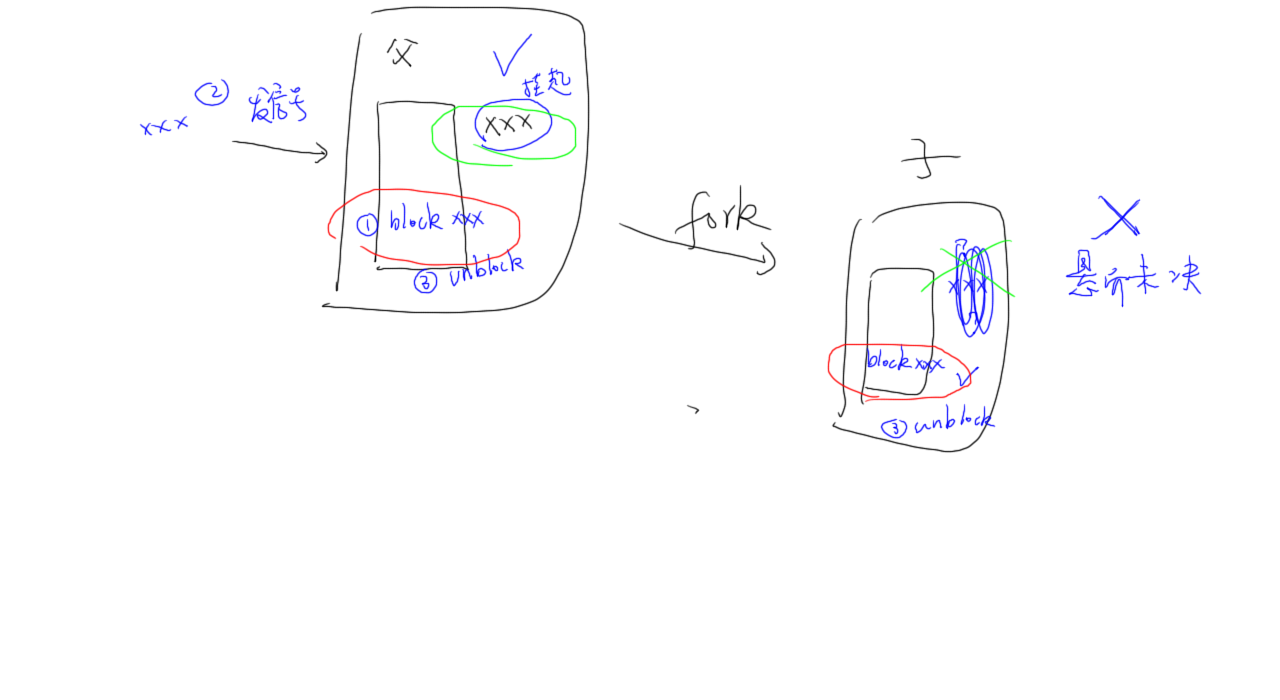 父
挂起
xxx
② 发信号
xxx
① block xxx
③ unblock
fork
子
xxx
悬而未决
block xxx
③ unblock